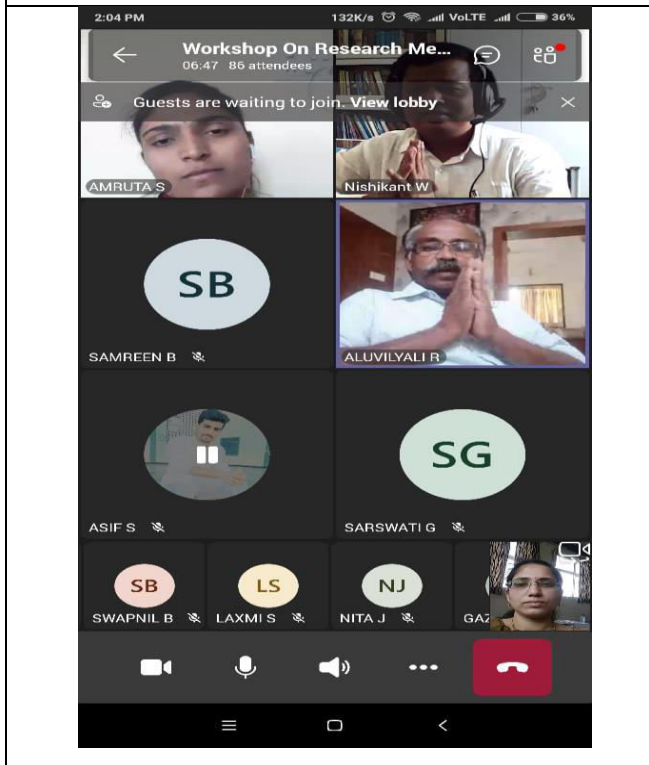 2:04 PM 132K/s VoLTE 36%
Workshop On Research Me...
06:47 86 attendees
Guests are waiting to join. View lobby
AMRUTA S Nishikant W
SB
SAMREEN B ALUVILYALI R
SG
ASIF S SARSWATI G
SB LS NJ
SWAPNIL B LAXMI S NITA J GAZ